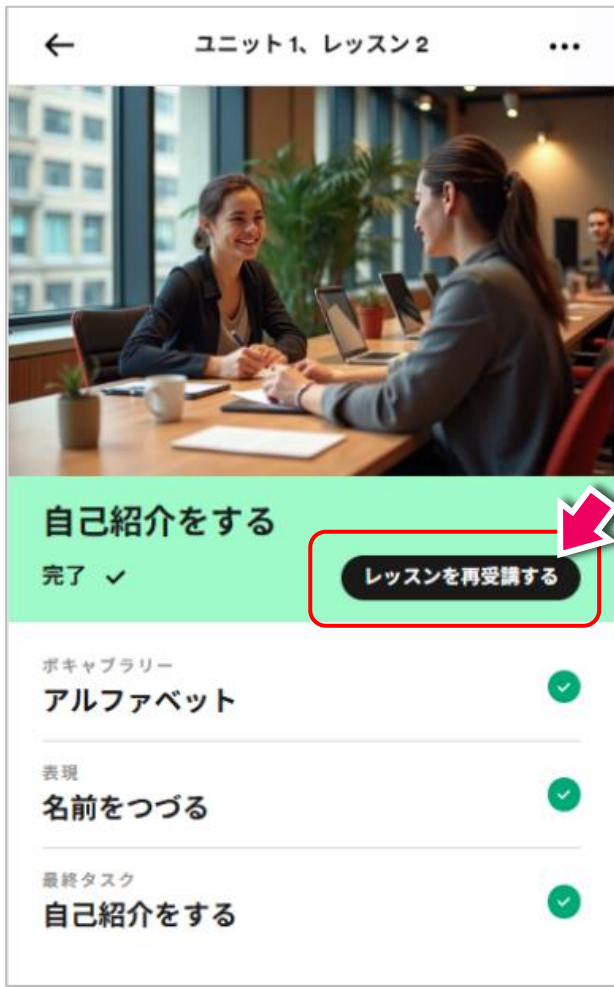 ユニット1、レッスン2
自己紹介をする
完了
レッスンを再受講する
ボキャブラリー
アルファベット
表現
名前をつづる
最終タスク
自己紹介をする